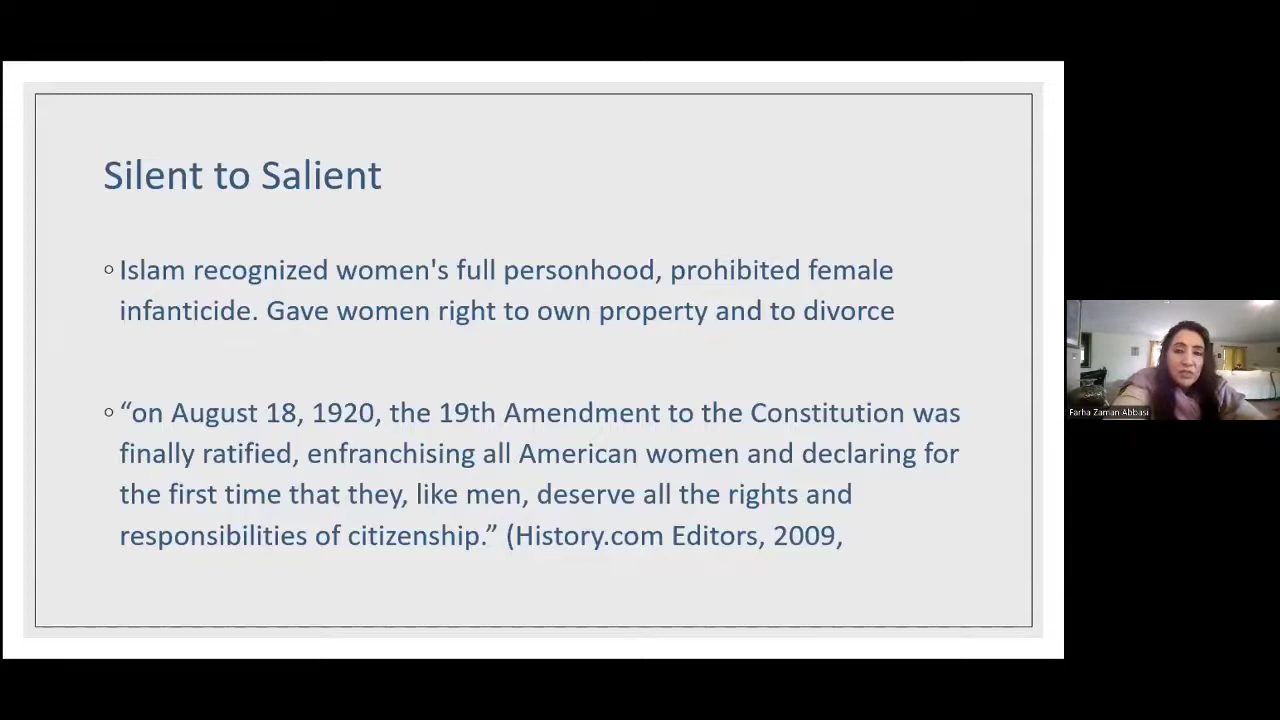 Silent to Salient
◦Islam recognized women's full personhood, prohibited female
infanticide. Gave women right to own property and to divorce
◦“on August 18, 1920, the 19th Amendment to the Constitution was
finally ratified, enfranchising all American women and declaring for
the first time that they, like men, deserve all the rights and
responsibilities of citizenship.” (History.com Editors, 2009,
Farha Zaman Abbasi